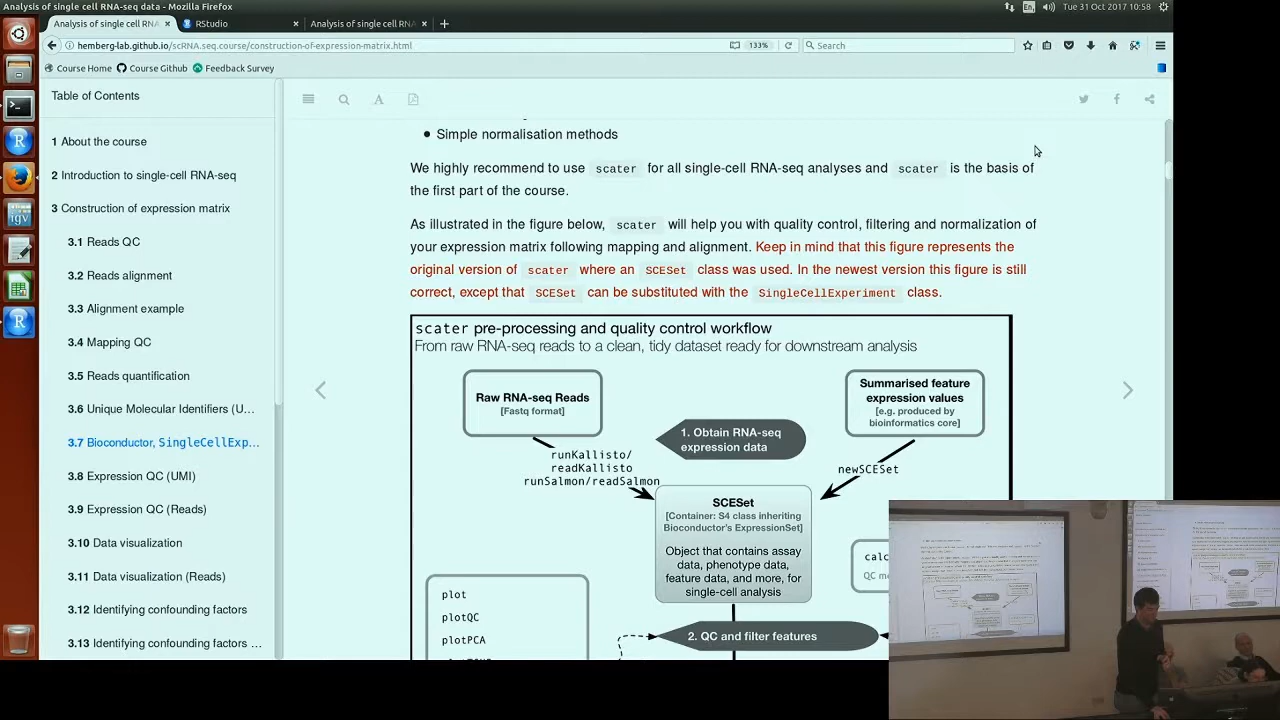 Analysis of single cell RNA-seq data - Mozilla Firefox
En
Tue 31 Oct 2017 10:58
Analysis of single cell RNA
RStudio
Analysis of single cell RNA
hemberg-lab.github.io/scRNA.seq.course/construction-of-expression-matrix.html
133%
Search
Course Home
Course Github
Feedback Survey
Table of Contents
1 About the course
2 Introduction to single-cell RNA-seq
3 Construction of expression matrix
3.1 Reads QC
3.2 Reads alignment
3.3 Alignment example
3.4 Mapping QC
3.5 Reads quantification
3.6 Unique Molecular Identifiers (U...
3.7 Bioconductor, SingleCellExp...
3.8 Expression QC (UMI)
3.9 Expression QC (Reads)
3.10 Data visualization
3.11 Data visualization (Reads)
3.12 Identifying confounding factors
3.13 Identifying confounding factors ...
A
• Simple normalisation methods
We highly recommend to use scater for all single-cell RNA-seq analyses and scater is the basis of
the first part of the course.
As illustrated in the figure below, scater will help you with quality control, filtering and normalization of
your expression matrix following mapping and alignment. Keep in mind that this figure represents the
original version of scater where an SCESet class was used. In the newest version this figure is still
correct, except that SCESet can be substituted with the SingleCellExperiment class.
scater pre-processing and quality control workflow
From raw RNA-seq reads to a clean, tidy dataset ready for downstream analysis
Raw RNA-seq Reads
[Fastq format]
Summarised feature
expression values
[e.g. produced by
bioinformatics core]
1. Obtain RNA-seq
expression data
runKallisto/
readKallisto
runSalmon/readSalmon
newSCESet
SCESet
[Container: S4 class inheriting
Bioconductor's ExpressionSet]
Object that contains assay
data, phenotype data,
feature data, and more, for
single-cell analysis
calc
QC me
plot
plotQC
plotPCA
2. QC and filter features
R
igv
R